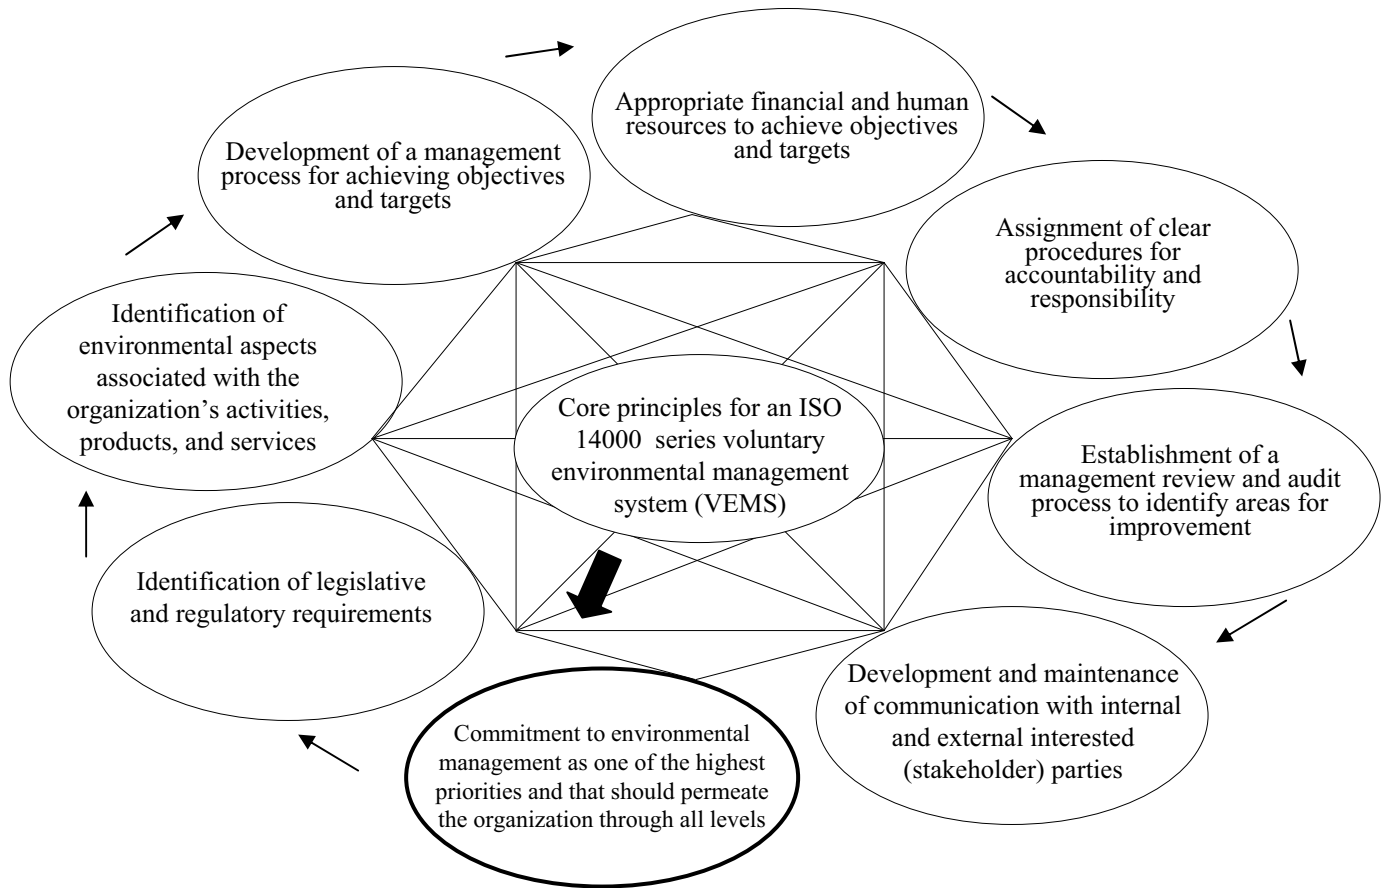 Appropriate financial and human
resources to achieve objectives
and targets
Development of a management
process for achieving objectives
and targets
Assignment of clear
procedures for
accountability and
responsibility
Identification of
environmental aspects
associated with the
organization’s activities,
products, and services
Core principles for an ISO
14000 series voluntary
environmental management
system (VEMS)
Establishment of a
management review and audit
process to identify areas for
improvement
Identification of legislative
and regulatory requirements
Development and maintenance
of communication with internal
and external interested
(stakeholder) parties
Commitment to environmental
management as one of the highest
priorities and that should permeate
the organization through all levels